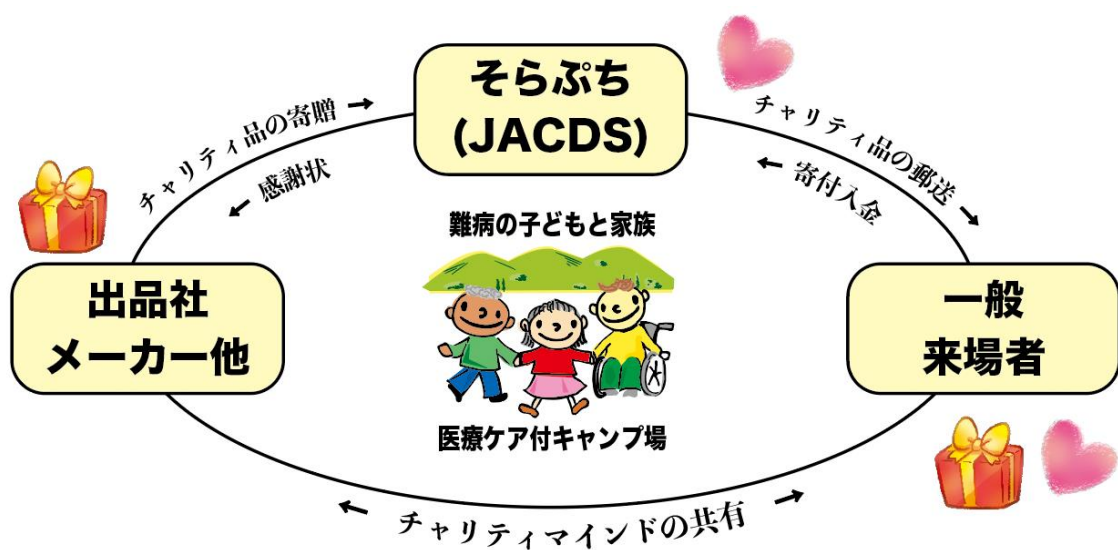 そらぷち
(JACDS)
チャリティ品の寄贈 →
← 感謝状
チャリティ品の郵送 →
← 寄付入金
難病の子どもと家族
出品社
メーカー他
一般
来場者
医療ケア付キャンプ場
← チャリティマインドの共有 →